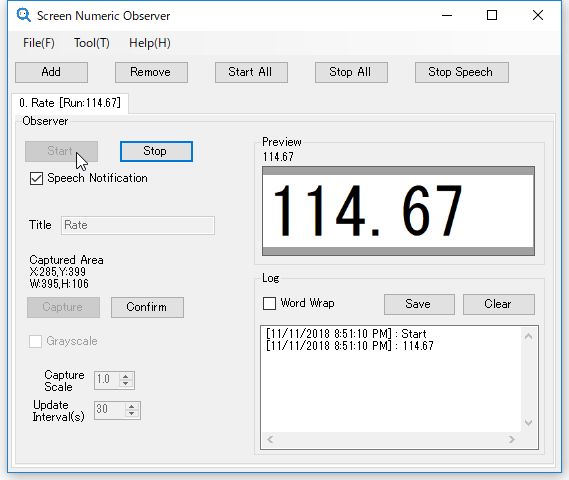 Screen Numeric Observer
File(F) Tool(T) Help(H)
Add Remove Start All Stop All Stop Speech
0. Rate [Run:114.67]
Observer
Start Stop
Speech Notification
Title Rate
Captured Area
X:285,Y:399
W:395,H:106
Capture Confirm
Grayscale
Capture
Scale
1.0
Update
Interval(s)
30
Preview
114.67
114.67
Log
Word Wrap Save Clear
[11/11/2018 8:51:10 PM] : Start
[11/11/2018 8:51:10 PM] : 114.67